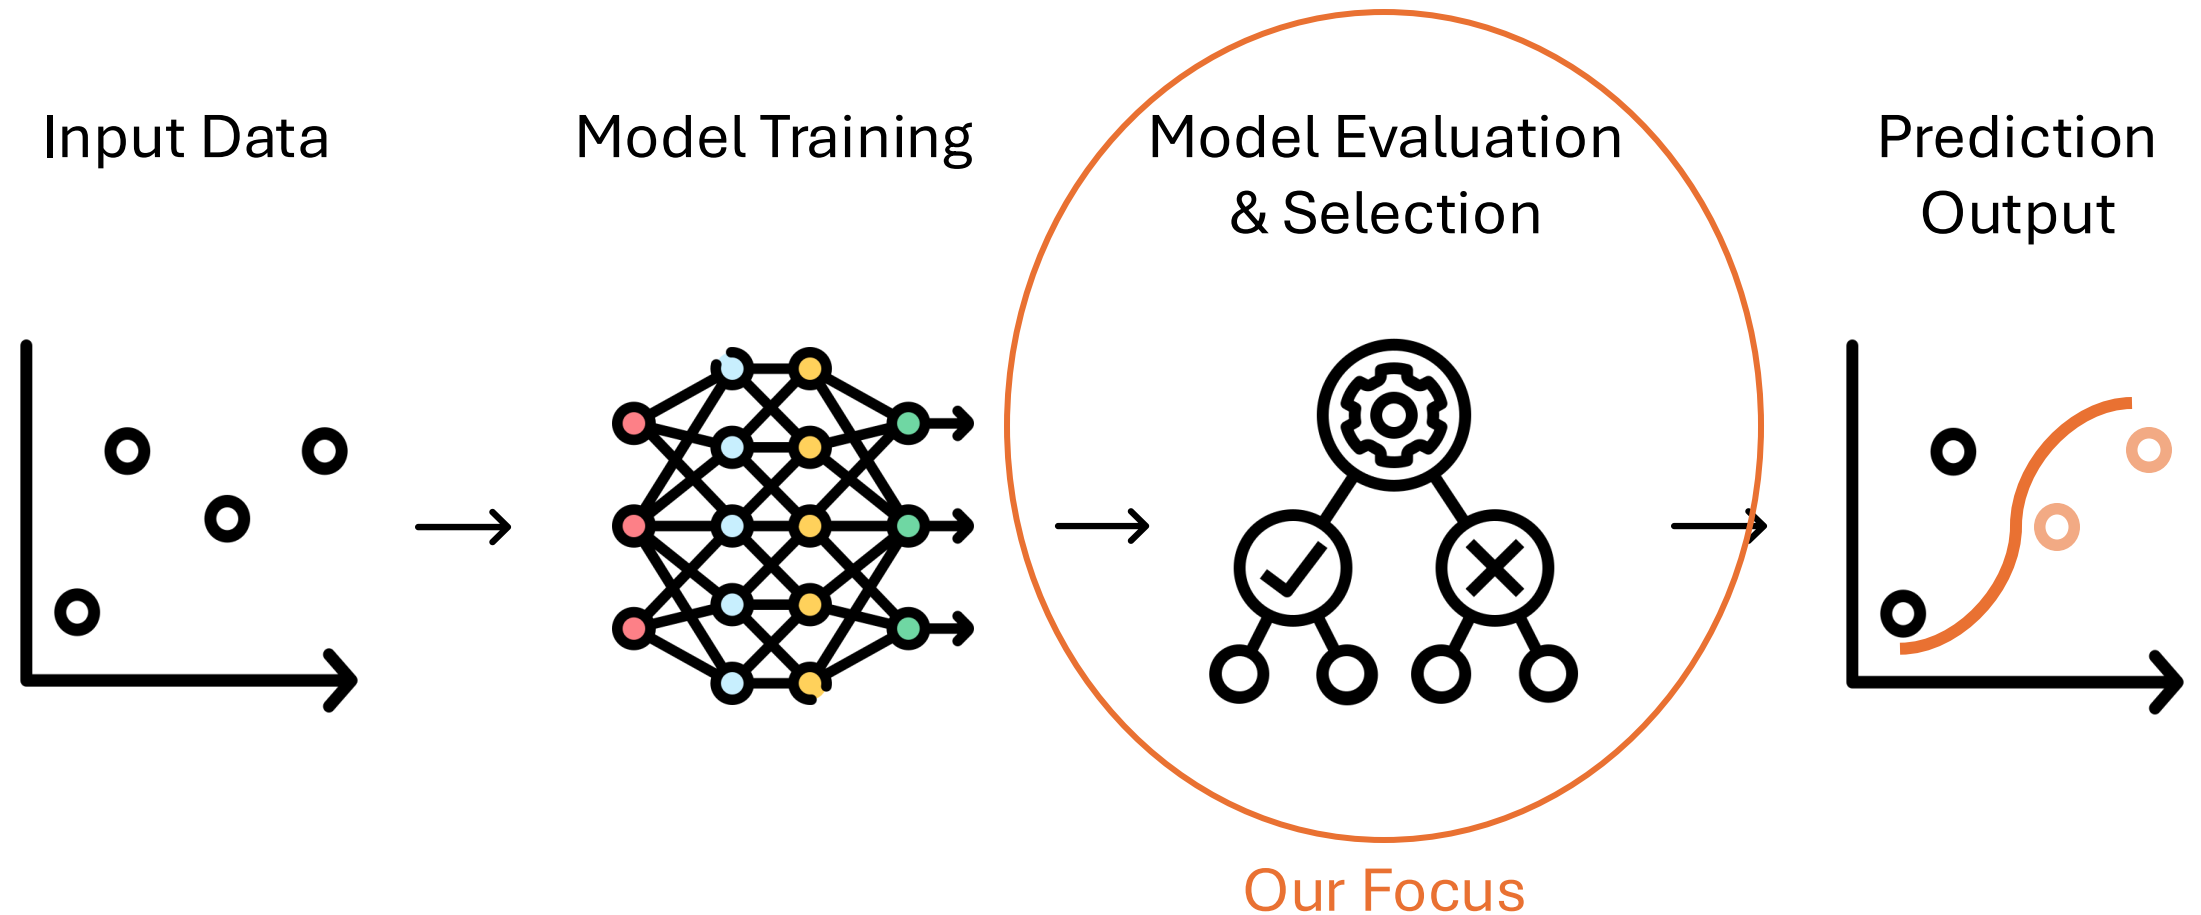 Input Data
Model Training
Model Evaluation
& Selection
Prediction
Output
Our Focus